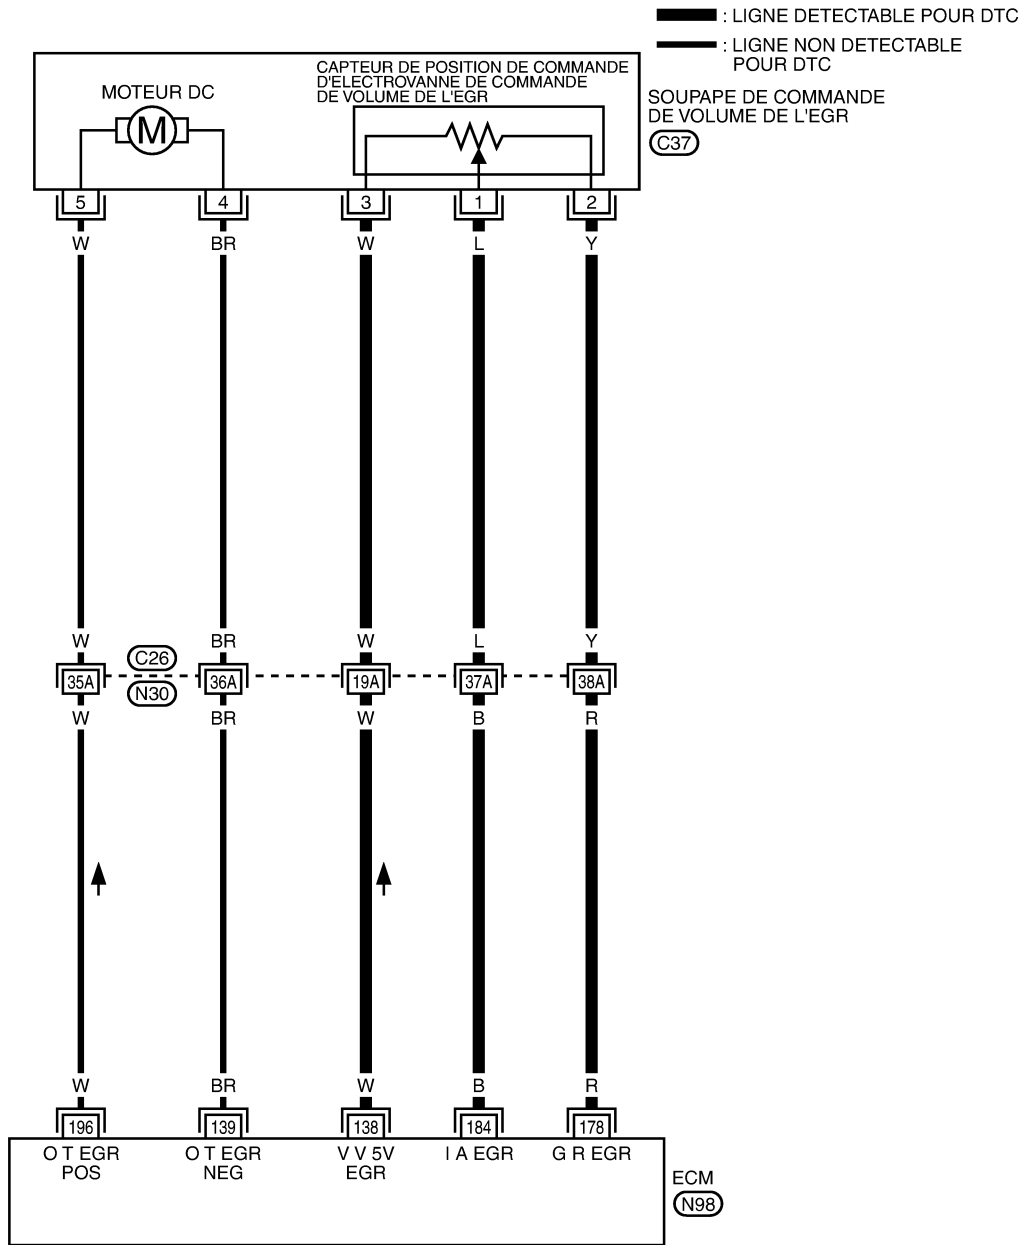 : LIGNE DETECTABLE POUR DTC
: LIGNE NON DETECTABLE
POUR DTC
CAPTEUR DE POSITION DE COMMANDE
D'ELECTROVANNE DE COMMANDE
DE VOLUME DE L'EGR
MOTEUR DC
M
SOUPAPE DE COMMANDE
DE VOLUME DE L'EGR
C37
5 4 3 1 2
W BR W L Y
W BR W L Y
C26
35A 36A 19A 37A 38A
N30
W BR W B R
W BR W B R
196 139 138 184 178
O T EGR
POS
O T EGR
NEG
V V 5V
EGR
I A EGR
G R EGR
ECM
N98